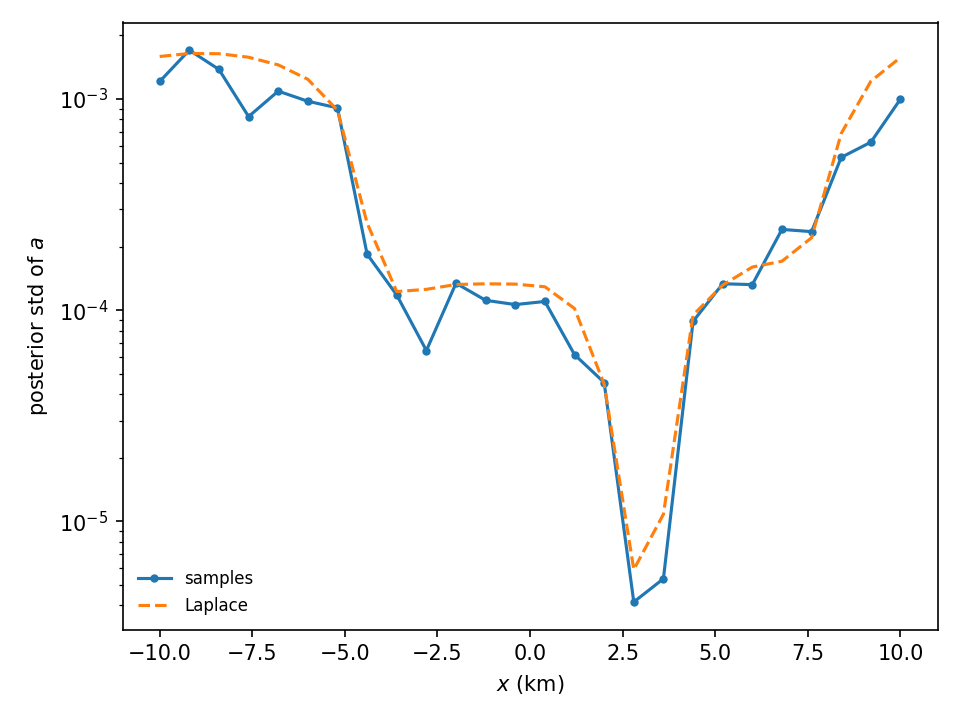 10⁻³
10⁻⁴
10⁻⁵
posterior std of a
samples
Laplace
−10.0 −7.5 −5.0 −2.5 0.0 2.5 5.0 7.5 10.0
x (km)